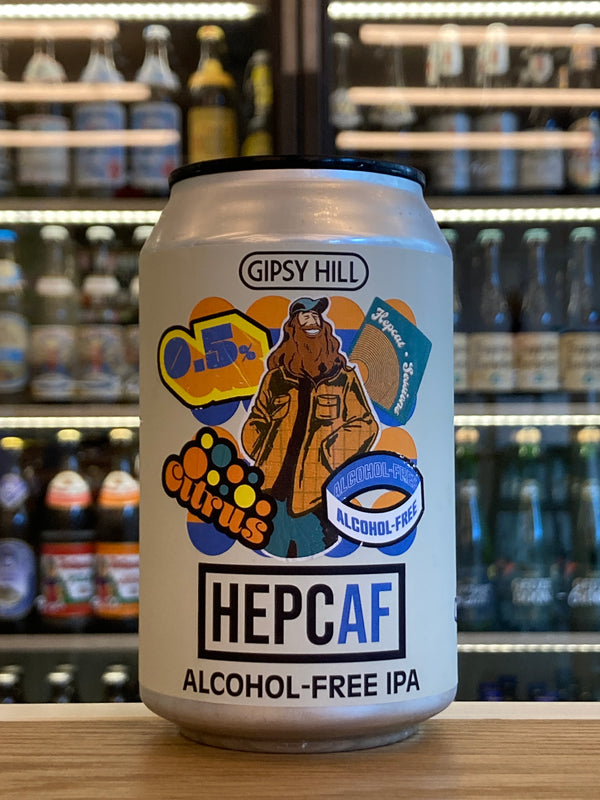 GIPSY HILL
0.5%
Hepcat - Session
citrus
ALCOHOL-FREE
ALCOHOL-FREE
HEPCAF
ALCOHOL-FREE IPA